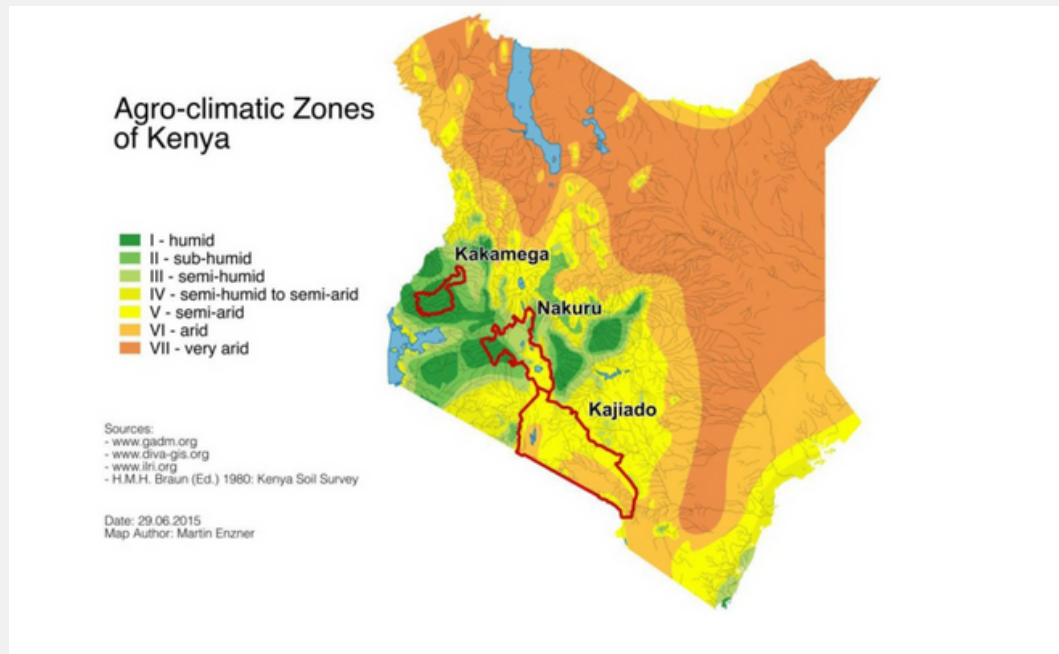 Agro-climatic Zones
of Kenya
I - humid
II - sub-humid
III - semi-humid
IV - semi-humid to semi-arid
V - semi-arid
VI - arid
VII - very arid
Kakamega
Nakuru
Kajiado
Sources:
- www.gadm.org
- www.diva-gis.org
- www.ilri.org
- H.M.H. Braun (Ed.) 1980: Kenya Soil Survey
Date: 29.06.2015
Map Author: Martin Enzner